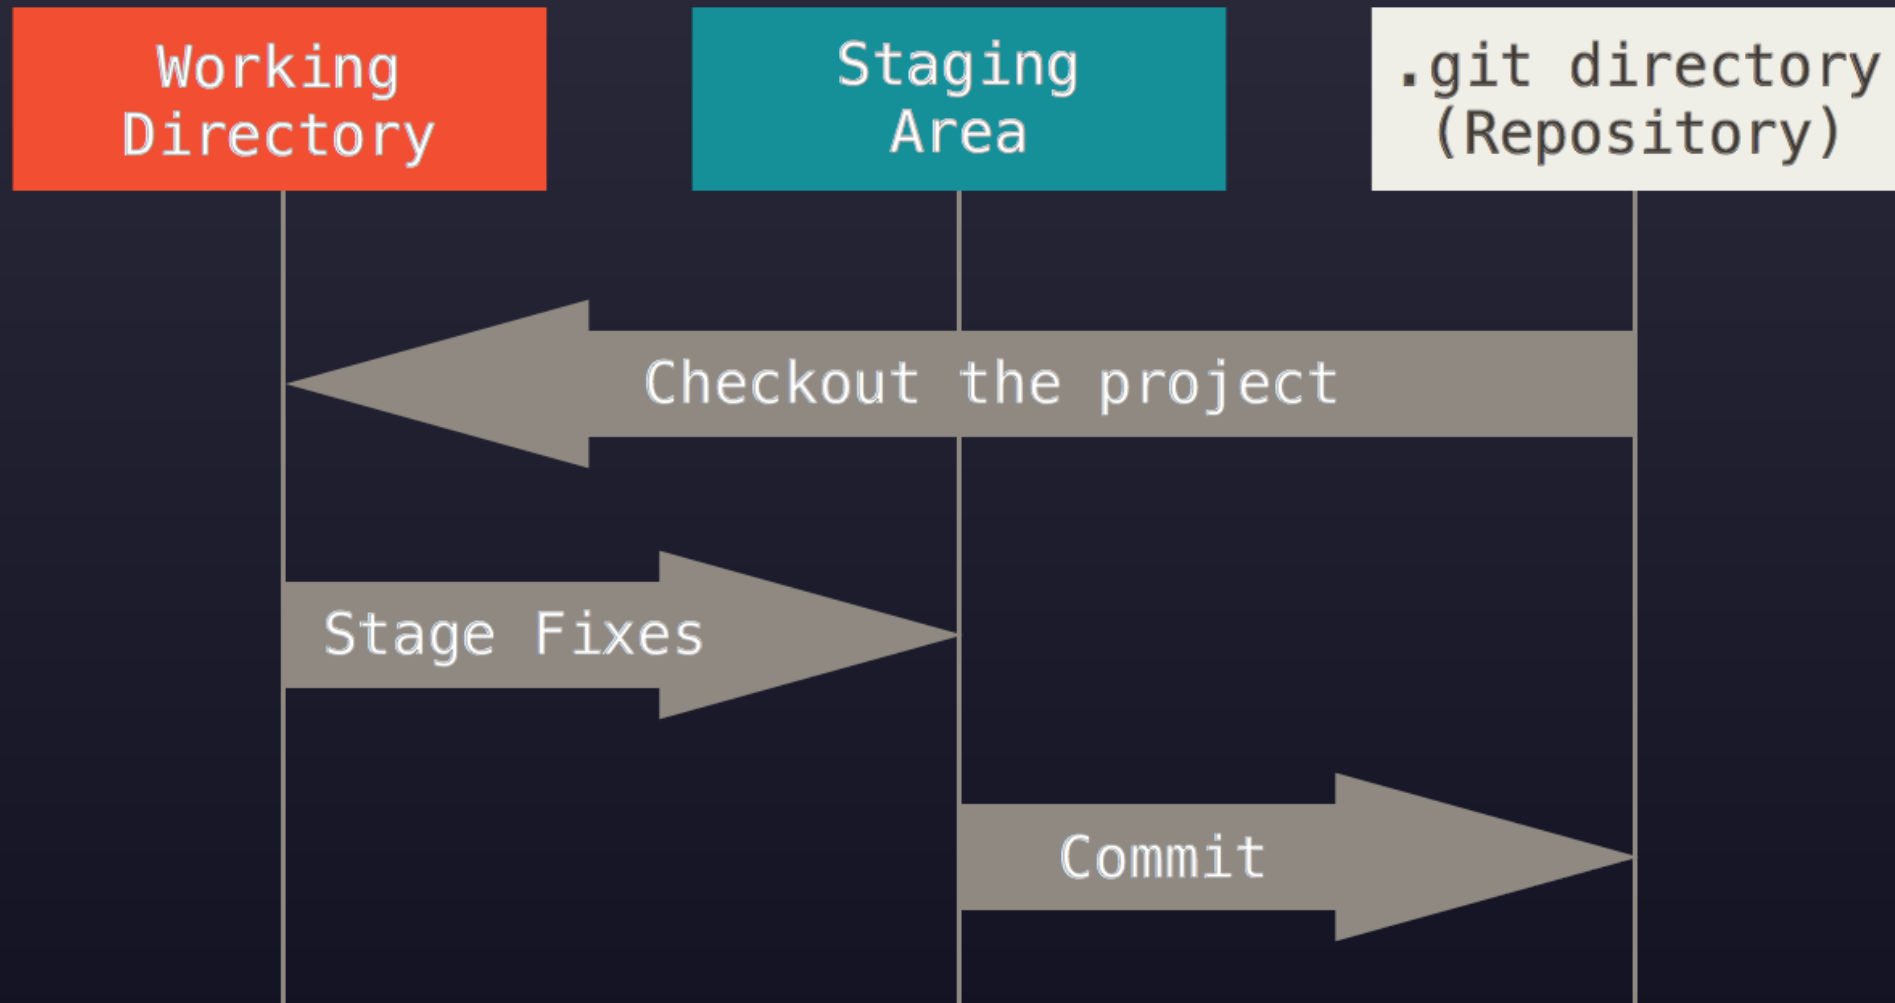 Working
Directory
Staging
Area
.git directory
(Repository)
Checkout the project
Stage Fixes
Commit